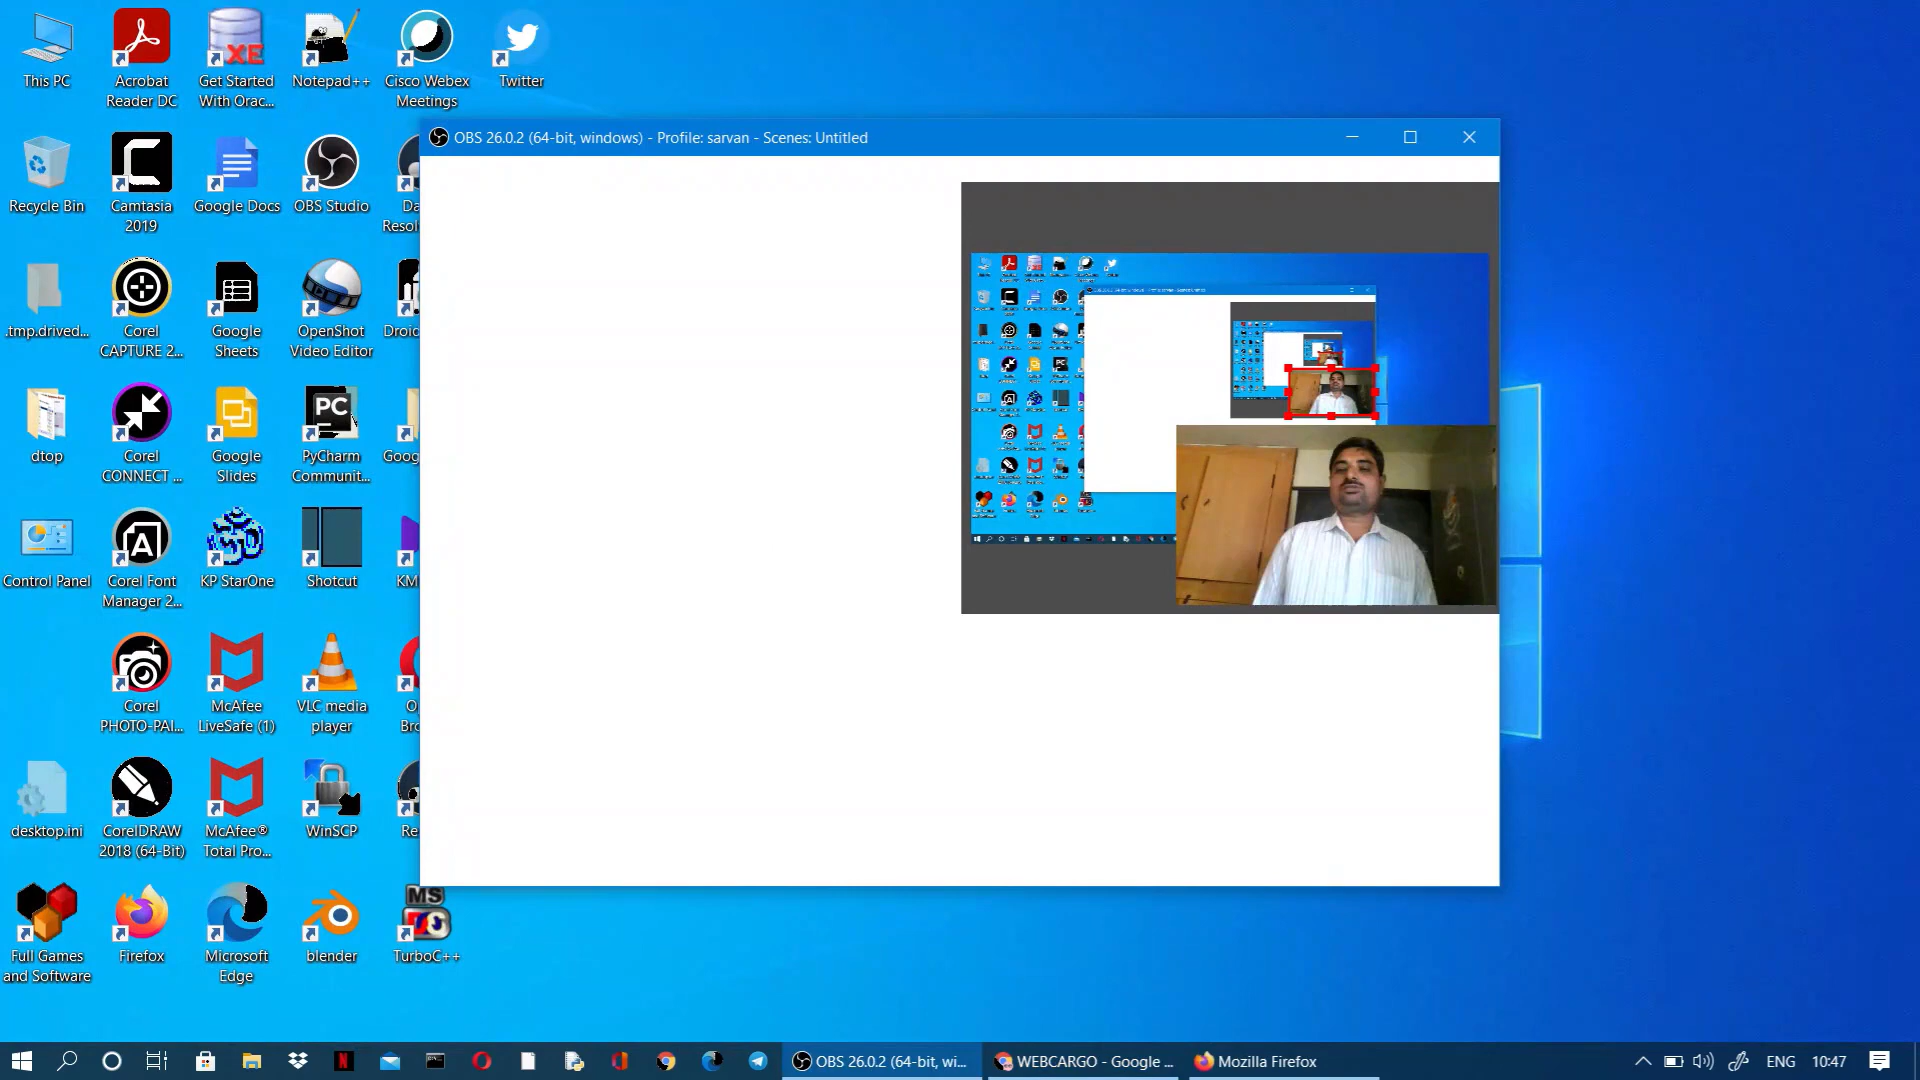 This PC
Acrobat
Reader DC
Get Started
With Orac...
XE
Notepad++
Cisco Webex
Meetings
Twitter
OBS 26.0.2 (64-bit, windows) - Profile: sarvan - Scenes: Untitled
Recycle Bin
Camtasia
2019
Google Docs
OBS Studio
Da
Resol
.tmp.drived...
Corel
CAPTURE 2...
Google
Sheets
OpenShot
Video Editor
Droid
dtop
Corel
CONNECT ...
Google
Slides
PC
PyCharm
Communit...
Goog
Control Panel
Corel Font
Manager 2...
KP StarOne
Shotcut
KM
Corel
PHOTO-PAI...
McAfee
LiveSafe (1)
VLC media
player
O
Bro
desktop.ini
CorelDRAW
2018 (64-Bit)
McAfee®
Total Pro...
WinSCP
Re
Full Games
and Software
Firefox
Microsoft
Edge
blender
MS
TurboC++
OBS 26.0.2 (64-bit, wi...
WEBCARGO - Google ...
Mozilla Firefox
ENG
10:47